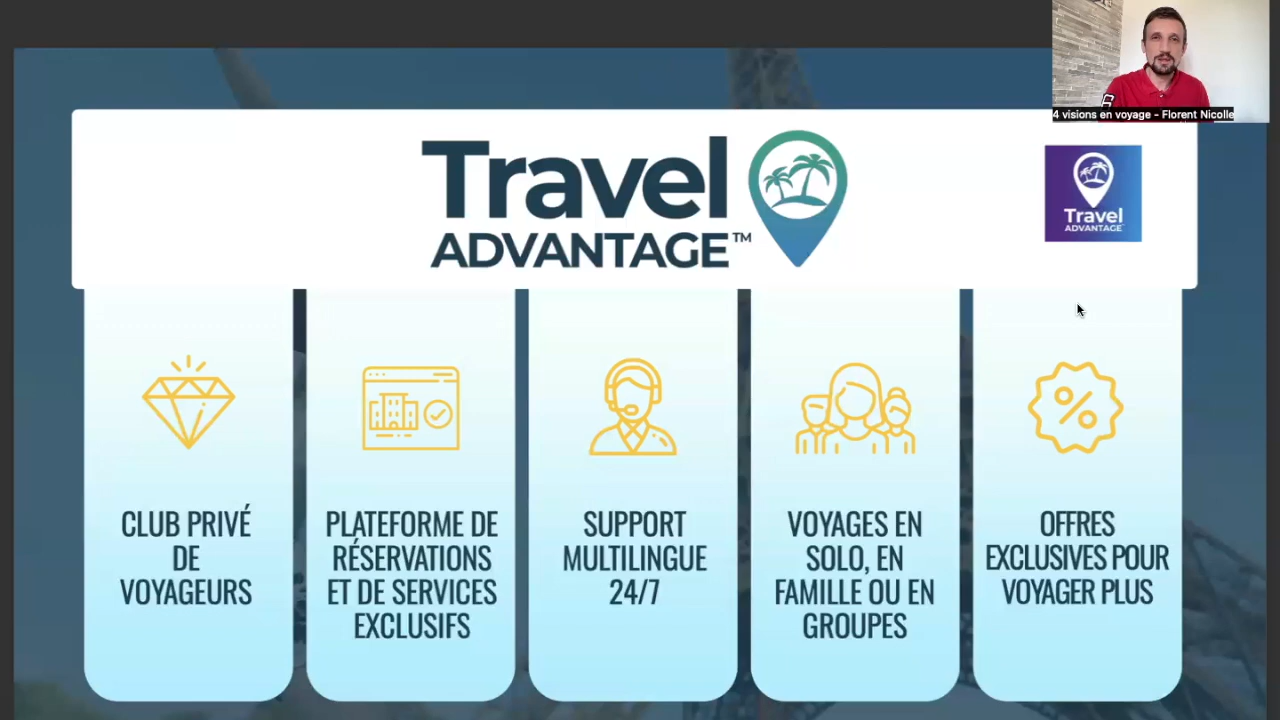 4 visions en voyage - Florent Nicolle
Travel
ADVANTAGE™
Travel
ADVANTAGE
CLUB PRIVÉ
DE
VOYAGEURS
PLATEFORME DE
RÉSERVATIONS
ET DE SERVICES
EXCLUSIFS
SUPPORT
MULTILINGUE
24/7
VOYAGES EN
SOLO, EN
FAMILLE OU EN
GROUPES
OFFRES
EXCLUSIVES POUR
VOYAGER PLUS